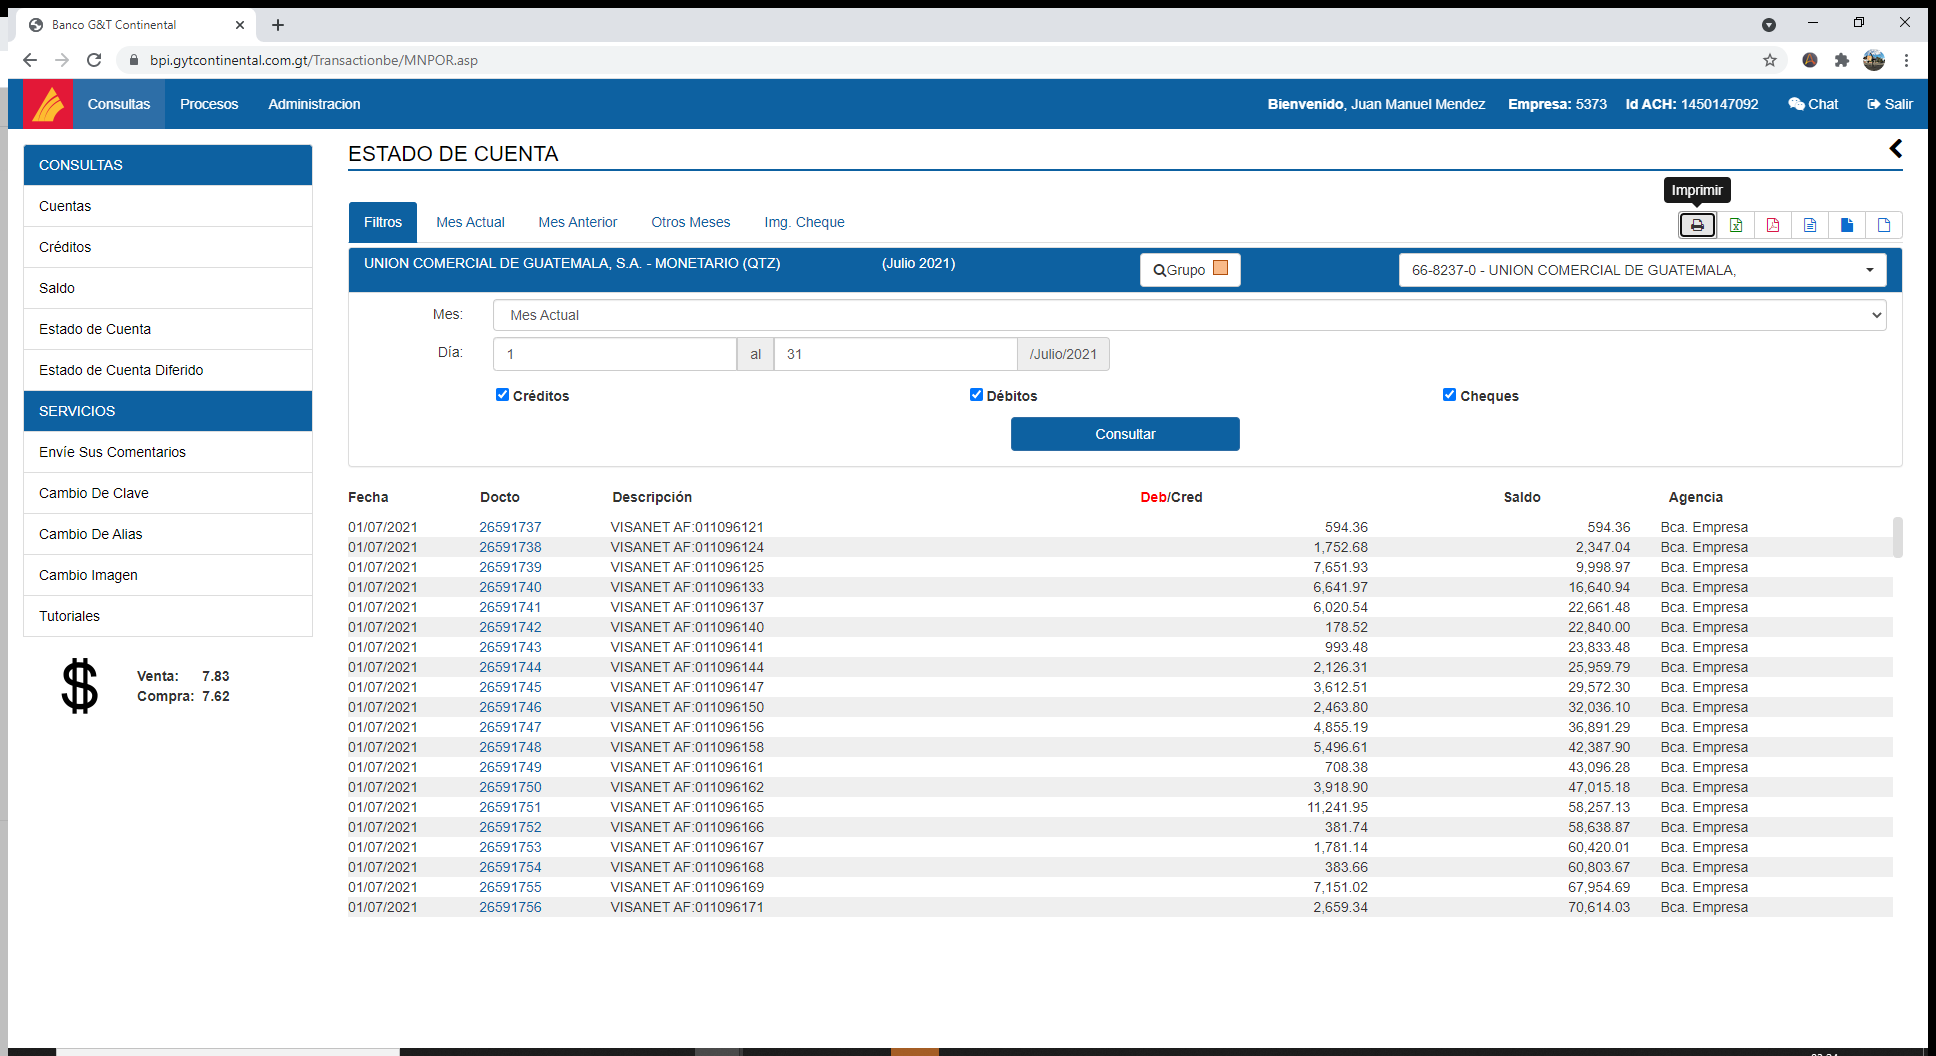 Banco G&T Continental
bpi.gytcontinental.com.gt/Transactionbe/MNPOR.asp
Consultas Procesos Administracion Bienvenido, Juan Manuel Mendez Empresa: 5373 Id ACH: 1450147092 Chat Salir
CONSULTAS
Cuentas
Créditos
Saldo
Estado de Cuenta
Estado de Cuenta Diferido
SERVICIOS
Envíe Sus Comentarios
Cambio De Clave
Cambio De Alias
Cambio Imagen
Tutoriales
$
Venta: 7.83
Compra: 7.62
ESTADO DE CUENTA
Imprimir
Filtros Mes Actual Mes Anterior Otros Meses Img. Cheque
UNION COMERCIAL DE GUATEMALA, S.A. - MONETARIO (QTZ) (Julio 2021) Grupo 66-8237-0 - UNION COMERCIAL DE GUATEMALA,
Mes: Mes Actual
Día: 1 al 31 /Julio/2021
Créditos Débitos Cheques
Consultar
Fecha Docto Descripción Deb/Cred Saldo Agencia
01/07/2021 26591737 VISANET AF:011096121 594.36 594.36 Bca. Empresa
01/07/2021 26591738 VISANET AF:011096124 1,752.68 2,347.04 Bca. Empresa
01/07/2021 26591739 VISANET AF:011096125 7,651.93 9,998.97 Bca. Empresa
01/07/2021 26591740 VISANET AF:011096133 6,641.97 16,640.94 Bca. Empresa
01/07/2021 26591741 VISANET AF:011096137 6,020.54 22,661.48 Bca. Empresa
01/07/2021 26591742 VISANET AF:011096140 178.52 22,840.00 Bca. Empresa
01/07/2021 26591743 VISANET AF:011096141 993.48 23,833.48 Bca. Empresa
01/07/2021 26591744 VISANET AF:011096144 2,126.31 25,959.79 Bca. Empresa
01/07/2021 26591745 VISANET AF:011096147 3,612.51 29,572.30 Bca. Empresa
01/07/2021 26591746 VISANET AF:011096150 2,463.80 32,036.10 Bca. Empresa
01/07/2021 26591747 VISANET AF:011096156 4,855.19 36,891.29 Bca. Empresa
01/07/2021 26591748 VISANET AF:011096158 5,496.61 42,387.90 Bca. Empresa
01/07/2021 26591749 VISANET AF:011096161 708.38 43,096.28 Bca. Empresa
01/07/2021 26591750 VISANET AF:011096162 3,918.90 47,015.18 Bca. Empresa
01/07/2021 26591751 VISANET AF:011096165 11,241.95 58,257.13 Bca. Empresa
01/07/2021 26591752 VISANET AF:011096166 381.74 58,638.87 Bca. Empresa
01/07/2021 26591753 VISANET AF:011096167 1,781.14 60,420.01 Bca. Empresa
01/07/2021 26591754 VISANET AF:011096168 383.66 60,803.67 Bca. Empresa
01/07/2021 26591755 VISANET AF:011096169 7,151.02 67,954.69 Bca. Empresa
01/07/2021 26591756 VISANET AF:011096171 2,659.34 70,614.03 Bca. Empresa